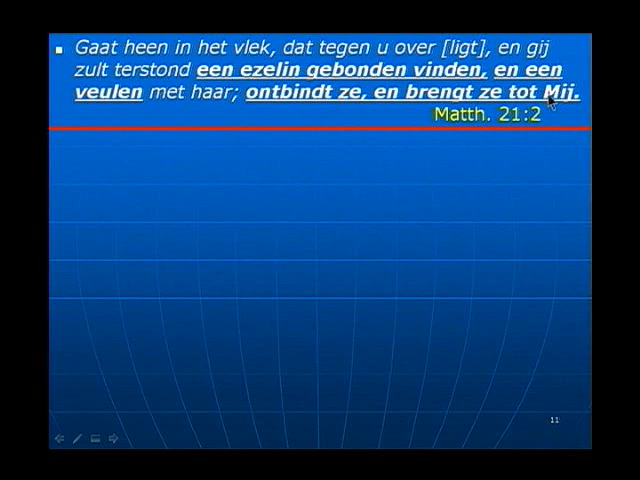 Gaat heen in het vlek, dat tegen u over [ligt], en gij
zult terstond een ezelin gebonden vinden, en een
veulen met haar; ontbindt ze, en brengt ze tot Mij.
Matth. 21:2
11